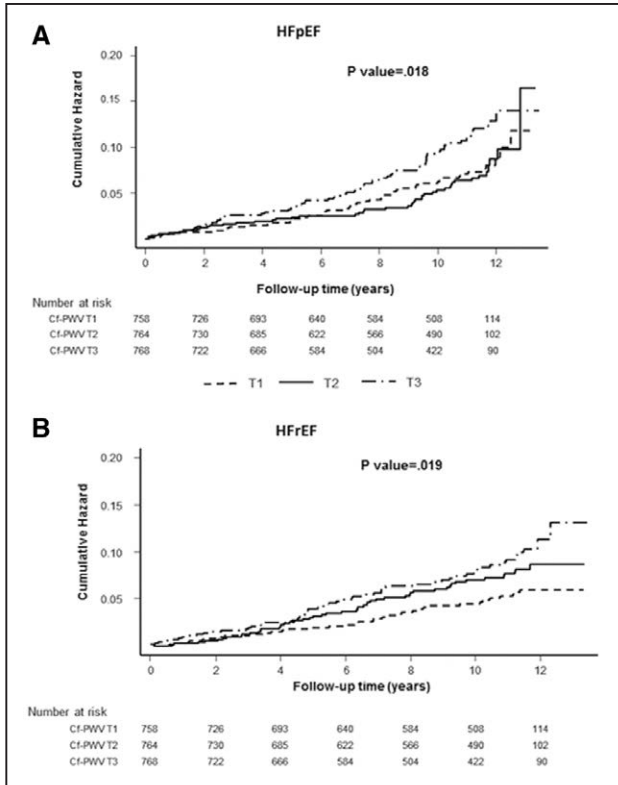 A
HFpEF
P value=.018
Cumulative Hazard
0.20
0.15
0.10
0.05
0 2 4 6 8 10 12
Follow-up time (years)
Number at risk
Cf-PWV T1 758 726 693 640 584 508 114
Cf-PWV T2 764 730 685 622 566 490 102
Cf-PWV T3 768 722 666 584 504 422 90
T1 T2 T3
B
HFrEF
P value=.019
Cumulative Hazard
0.20
0.15
0.10
0.05
0 2 4 6 8 10 12
Follow-up time (years)
Number at risk
Cf-PWV T1 758 726 693 640 584 508 114
Cf-PWV T2 764 730 685 622 566 490 102
Cf-PWV T3 768 722 666 584 504 422 90